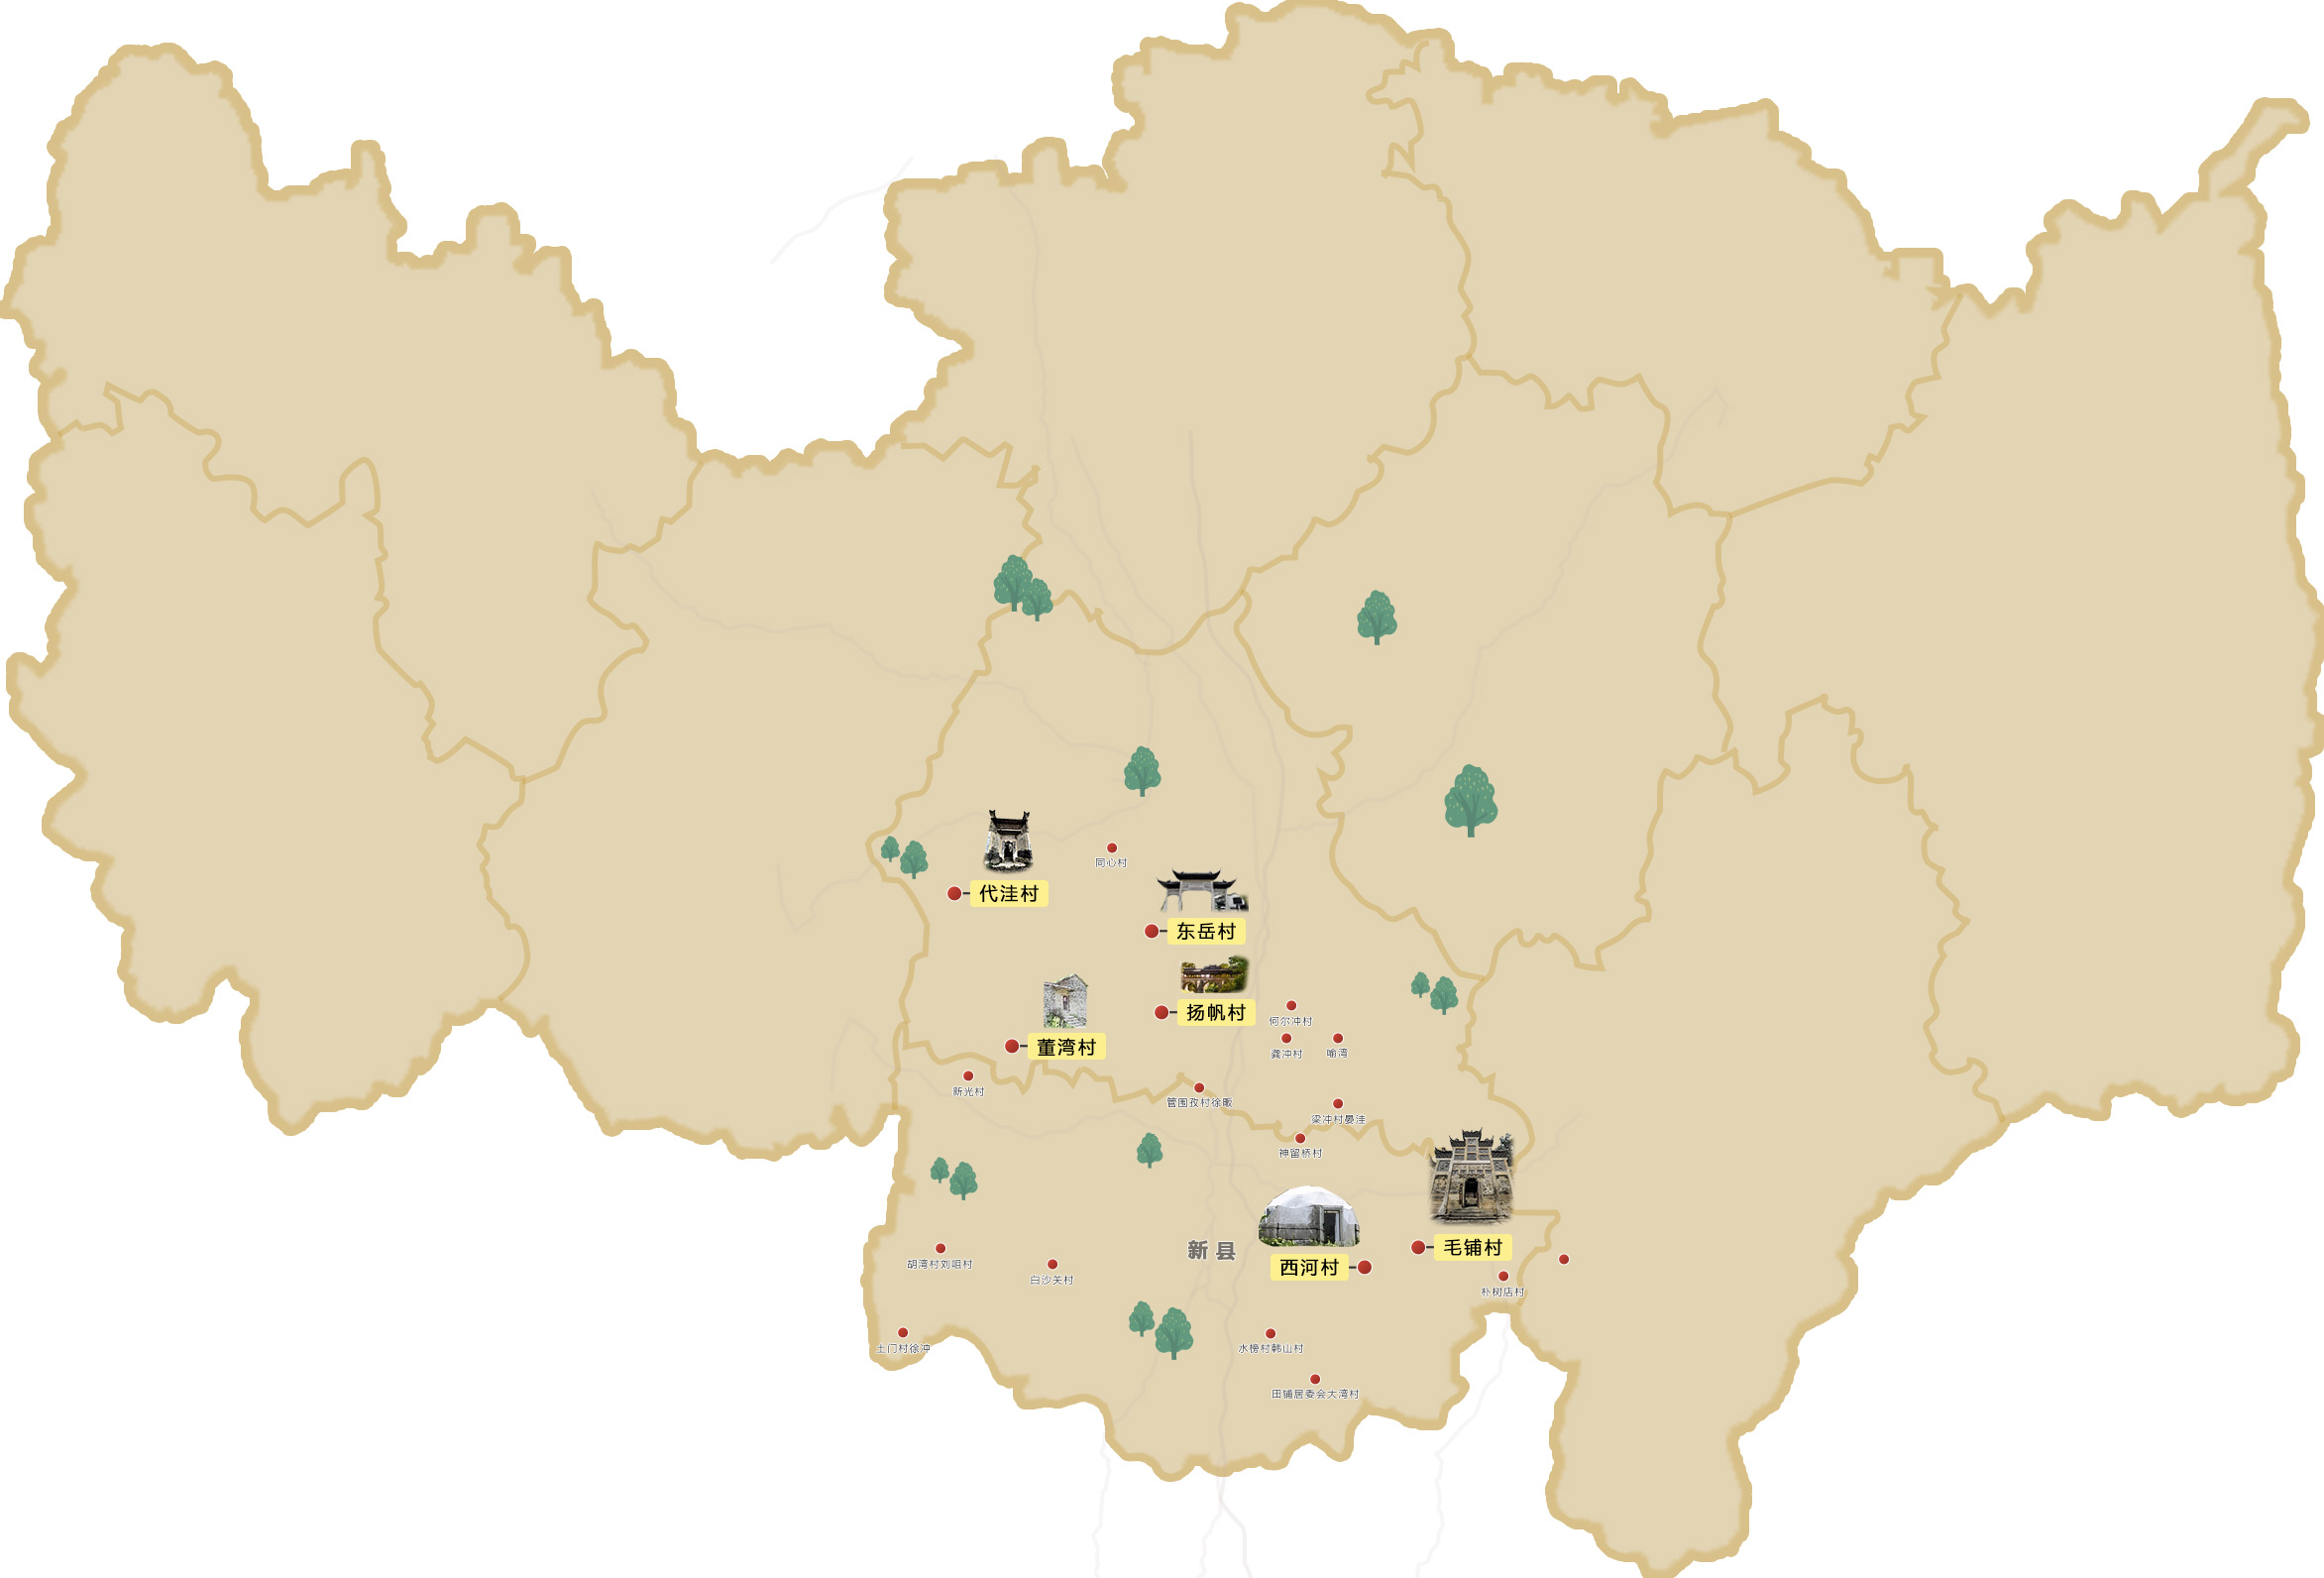 同心村
代洼村
东岳村
扬帆村
何尔冲村
龚冲村
喻湾
董湾村
新光村
管围孜村徐畈
梁冲村晏洼
神留桥村
新县
毛铺村
西河村
胡湾村刘咀村
白沙关村
朴树店村
土门村徐冲
水榜村韩山村
田铺居委会大湾村